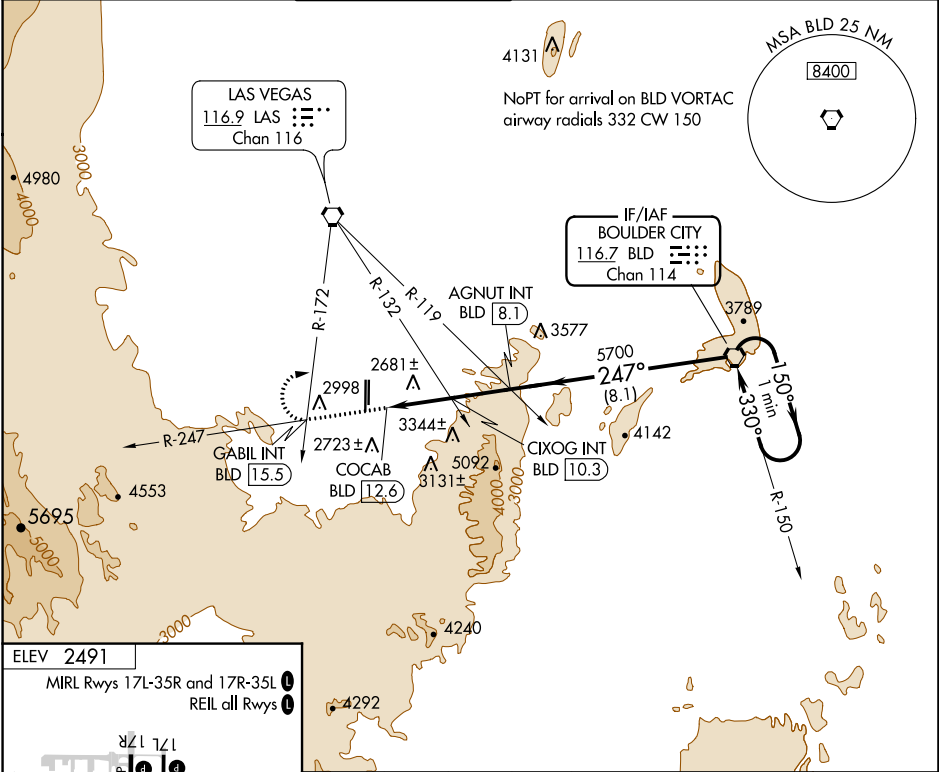 MSA BLD 25 NM
8400
4131
NoPT for arrival on BLD VORTAC
airway radials 332 CW 150
LAS VEGAS
116.9 LAS
Chan 116
3000
4980
4000
IF/IAF
BOULDER CITY
116.7 BLD
Chan 114
R-172
R-132
R-119
AGNUT INT
BLD 8.1
3577
3789
5700
247°
(8.1)
150°
1 min
330°
2681±
2998
3344±
4142
R-247
GABIL INT
BLD 15.5
2723±
COCAB
BLD 12.6
3131±
5092
4000
3000
CIXOG INT
BLD 10.3
R-150
4553
5695
5000
3000
4240
4292
ELEV 2491
MIRL Rwys 17L-35R and 17R-35L L
REIL all Rwys L
17R
17L
P